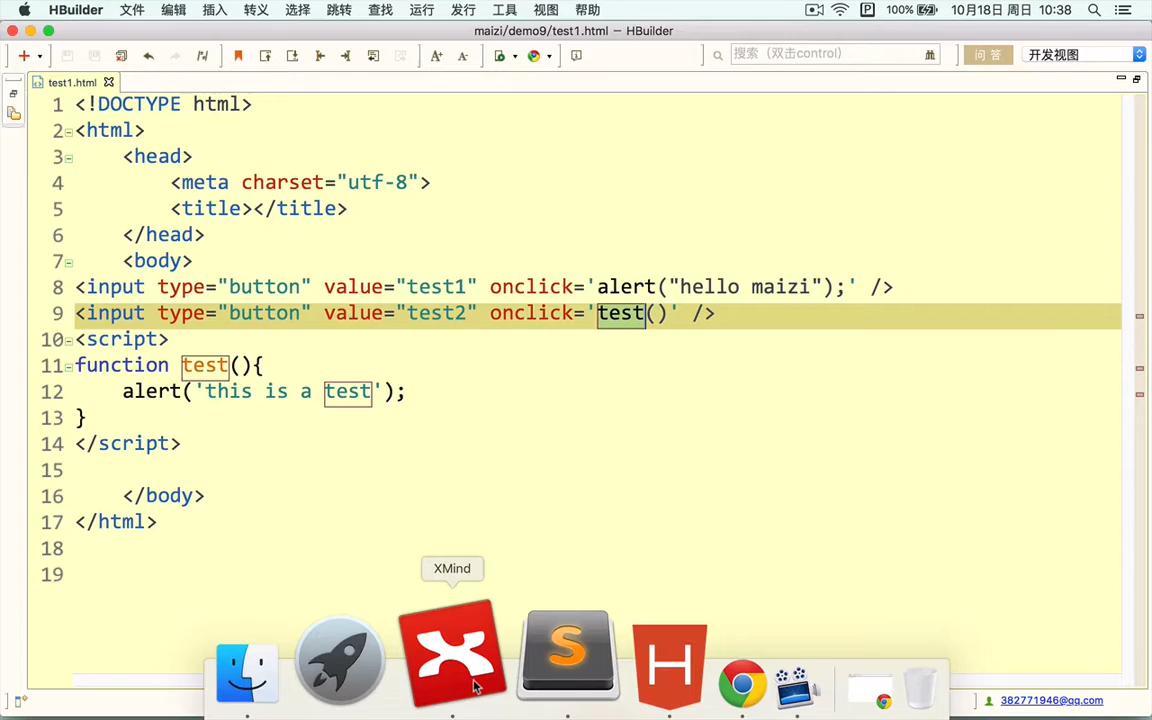 HBuilder 文件 编辑 插入 转义 选择 跳转 查找 运行 发行 工具 视图 帮助 P 100% 10月18日 周日 10:38
maizi/demo9/test1.html — HBuilder
A+ A- 搜索（双击control） 问 答 开发视图
test1.html
1 <!DOCTYPE html>
2 <html>
3 <head>
4 <meta charset="utf-8">
5 <title></title>
6 </head>
7 <body>
8 <input type="button" value="test1" onclick='alert("hello maizi");' />
9 <input type="button" value="test2" onclick='test()' />
10 <script>
11 function test(){
12 alert('this is a test');
13 }
14 </script>
15
16 </body>
17 </html>
18
19
XMind
S
H
382771946@qq.com